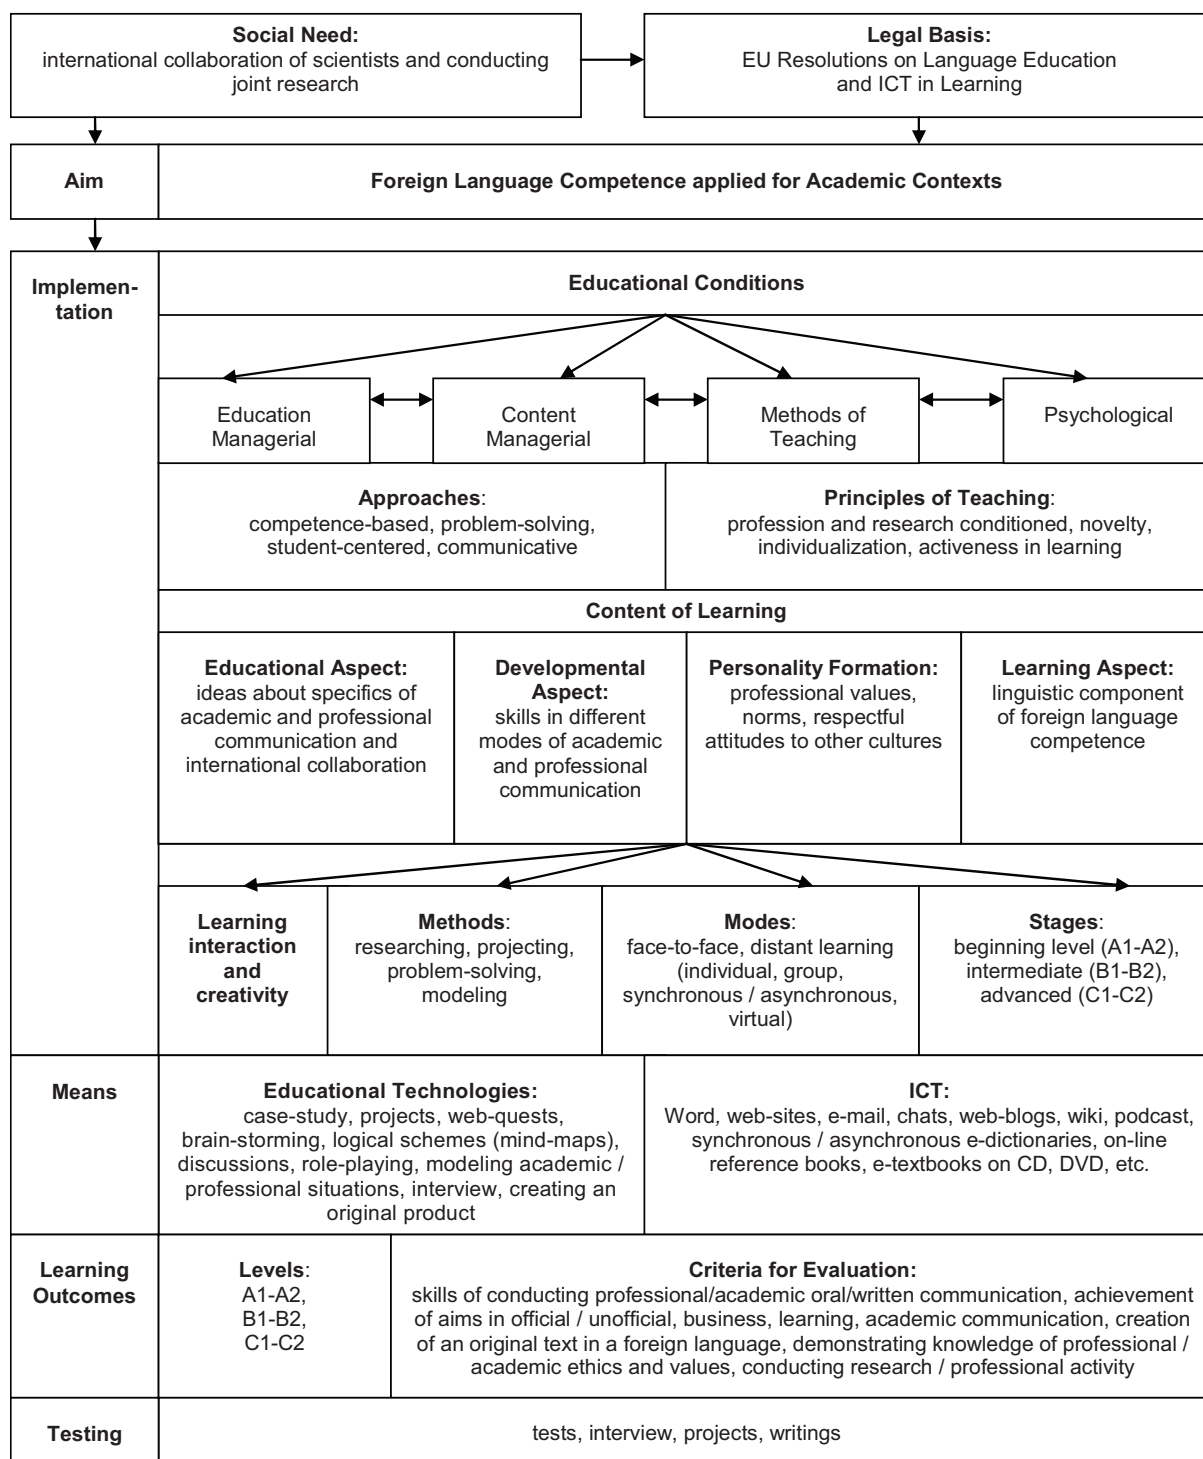 Social Need:
international collaboration of scientists and conducting
joint research
Legal Basis:
EU Resolutions on Language Education
and ICT in Learning
Aim
Foreign Language Competence applied for Academic Contexts
Implemen-
tation
Educational Conditions
Education
Managerial
Content
Managerial
Methods of
Teaching
Psychological
Approaches:
competence-based, problem-solving,
student-centered, communicative
Principles of Teaching:
profession and research conditioned, novelty,
individualization, activeness in learning
Content of Learning
Educational Aspect:
ideas about specifics of
academic and professional
communication and
international collaboration
Developmental
Aspect:
skills in different
modes of academic
and professional
communication
Personality Formation:
professional values,
norms, respectful
attitudes to other cultures
Learning Aspect:
linguistic component
of foreign language
competence
Learning
interaction
and
creativity
Methods:
researching, projecting,
problem-solving,
modeling
Modes:
face-to-face, distant learning
(individual, group,
synchronous / asynchronous,
virtual)
Stages:
beginning level (A1-A2),
intermediate (B1-B2),
advanced (C1-C2)
Means
Educational Technologies:
case-study, projects, web-quests,
brain-storming, logical schemes (mind-maps),
discussions, role-playing, modeling academic /
professional situations, interview, creating an
original product
ICT:
Word, web-sites, e-mail, chats, web-blogs, wiki, podcast,
synchronous / asynchronous e-dictionaries, on-line
reference books, e-textbooks on CD, DVD, etc.
Learning
Outcomes
Levels:
A1-A2,
B1-B2,
C1-C2
Criteria for Evaluation:
skills of conducting professional/academic oral/written communication, achievement
of aims in official / unofficial, business, learning, academic communication, creation
of an original text in a foreign language, demonstrating knowledge of professional /
academic ethics and values, conducting research / professional activity
Testing
tests, interview, projects, writings